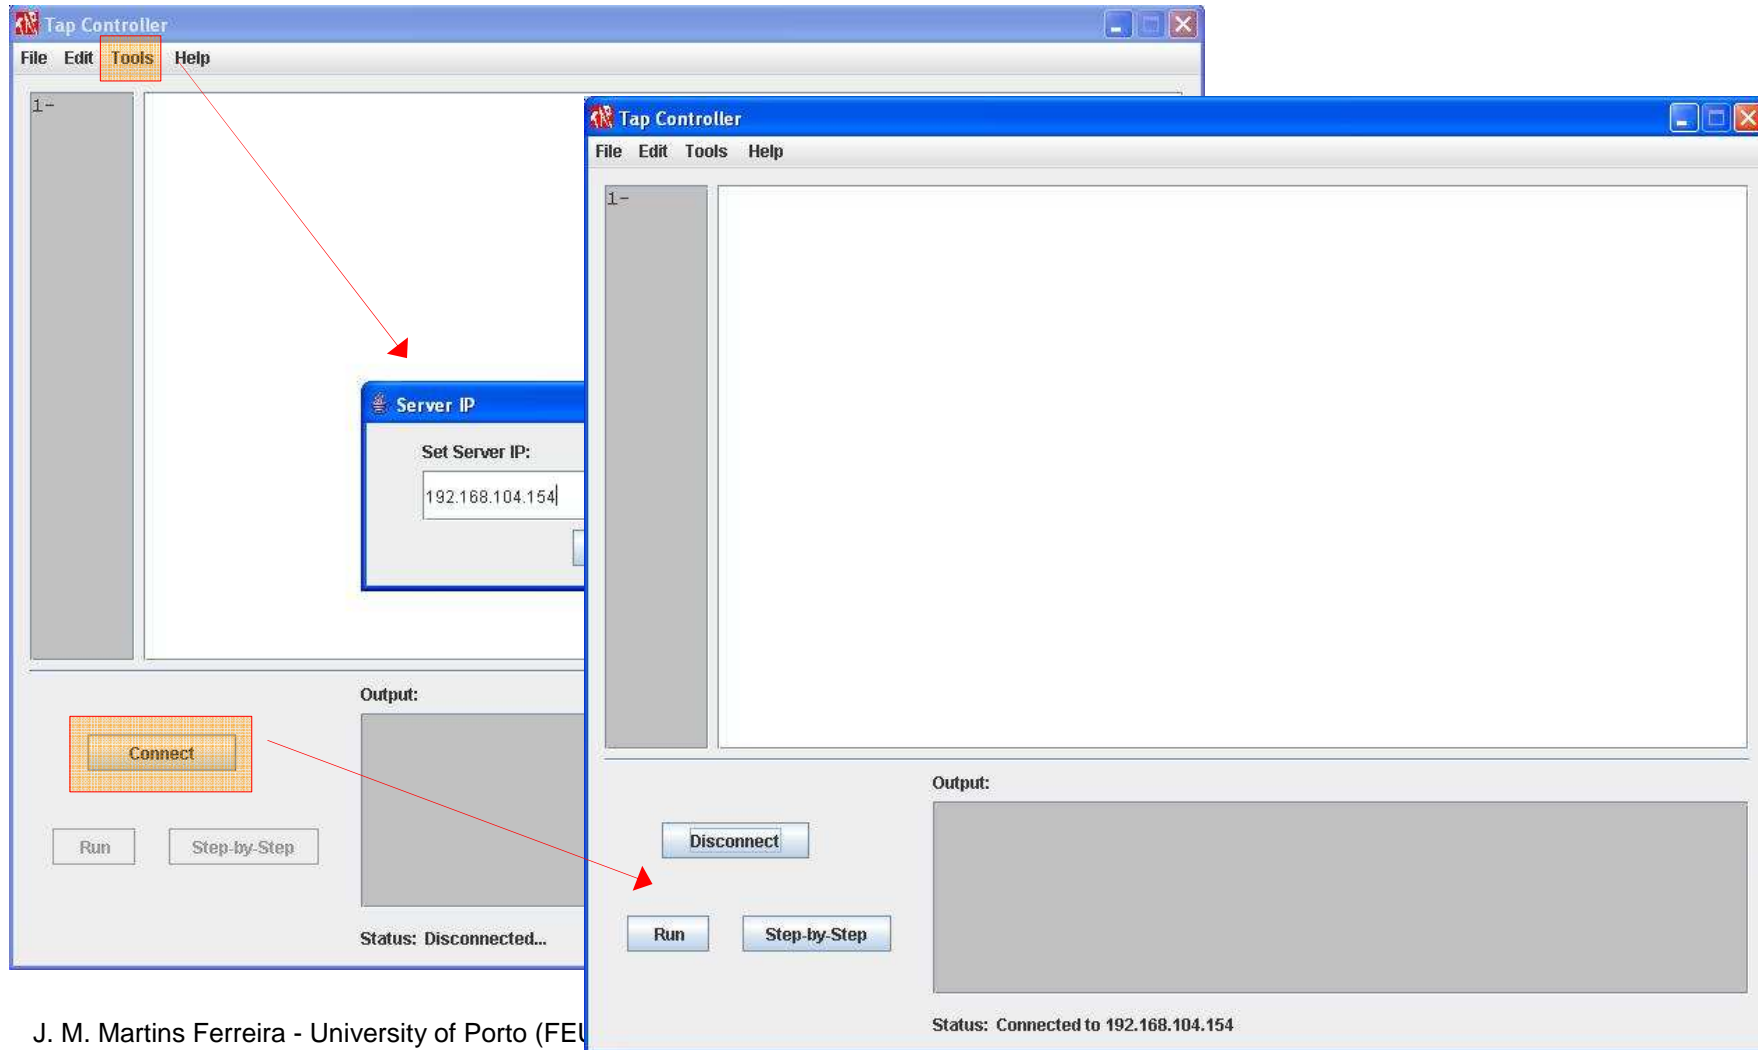 Tap Controller
File Edit Tools Help
1-
Server IP
Set Server IP:
192.168.104.154
Output:
Connect
Run Step-by-Step
Status: Disconnected...
Tap Controller
File Edit Tools Help
1-
Output:
Disconnect
Run Step-by-Step
Status: Connected to 192.168.104.154
J. M. Martins Ferreira - University of Porto